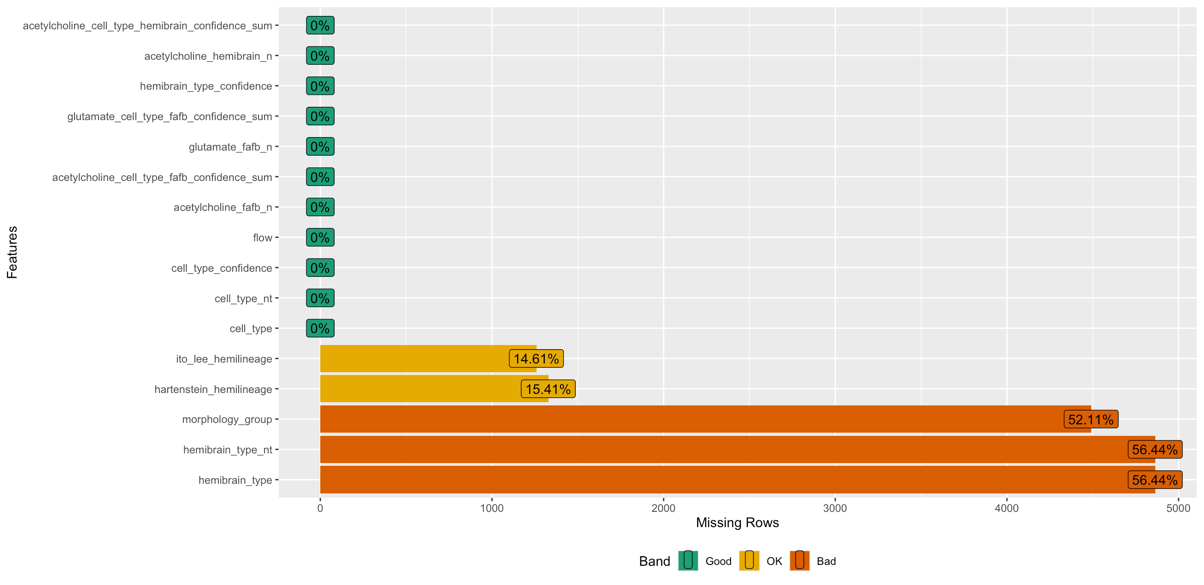 acetylcholine_cell_type_hemibrain_confidence_sum 0%
acetylcholine_hemibrain_n 0%
hemibrain_type_confidence 0%
glutamate_cell_type_fafb_confidence_sum 0%
glutamate_fafb_n 0%
acetylcholine_cell_type_fafb_confidence_sum 0%
acetylcholine_fafb_n 0%
flow 0%
cell_type_confidence 0%
cell_type_nt 0%
cell_type 0%
ito_lee_hemilineage 14.61%
hartenstein_hemilineage 15.41%
morphology_group 52.11%
hemibrain_type_nt 56.44%
hemibrain_type 56.44%
Features
0 1000 2000 3000 4000 5000
Missing Rows
Band Good OK Bad